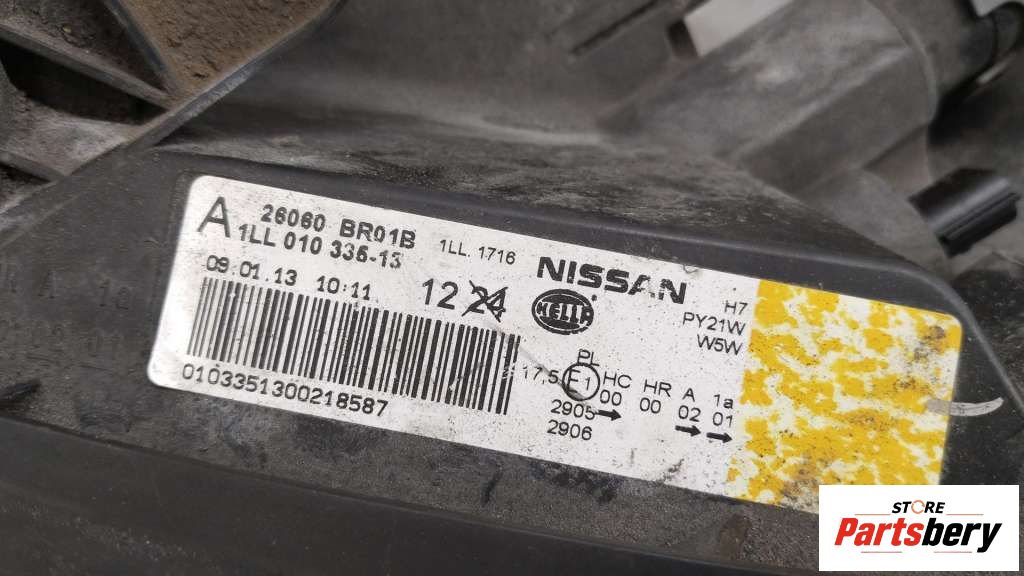 A
26060 BR01B
1LL 010 335-13
1LL. 1716
NISSAN
HELLA
09.01.13 10:11
12 24
H7
PY21W
W5W
0103351300218587
17,5
E1
PL
HC HR A 1a
00 00 02 01
2905 →
2906
STORE
Partsbery